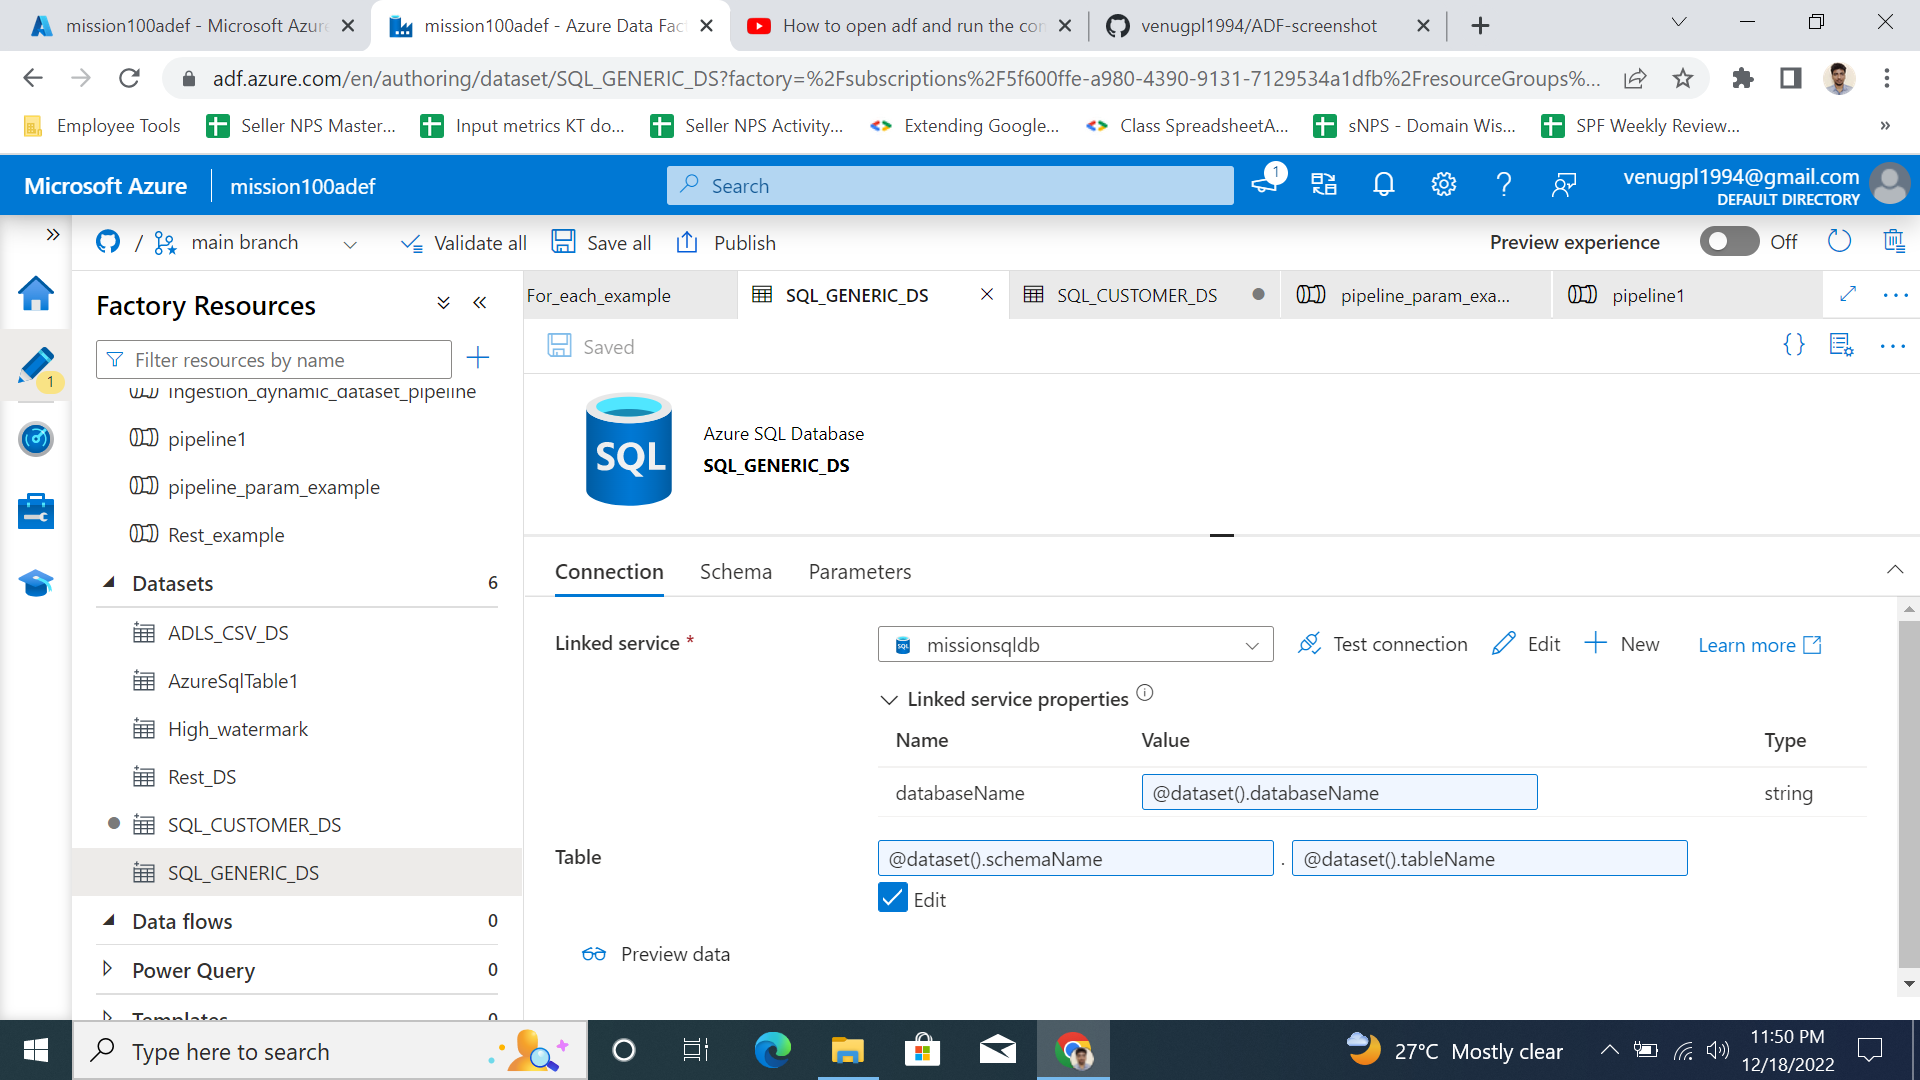 mission100adef - Microsoft Azure
mission100adef - Azure Data Fact
How to open adf and run the con
venugpl1994/ADF-screenshot
adf.azure.com/en/authoring/dataset/SQL_GENERIC_DS?factory=%2Fsubscriptions%2F5f600ffe-a980-4390-9131-7129534a1dfb%2FresourceGroups%...
Employee Tools
Seller NPS Master...
Input metrics KT do...
Seller NPS Activity...
Extending Google...
Class SpreadsheetA...
sNPS - Domain Wis...
SPF Weekly Review...
»
Microsoft Azure
mission100adef
Search
1
venugpl1994@gmail.com
DEFAULT DIRECTORY
/ main branch
Validate all
Save all
Publish
Preview experience
Off
Factory Resources
For_each_example
SQL_GENERIC_DS
SQL_CUSTOMER_DS
pipeline_param_exa...
pipeline1
Filter resources by name
Saved
1
Ingestion_dynamic_dataset_pipeline
pipeline1
pipeline_param_example
Rest_example
Datasets 6
ADLS_CSV_DS
AzureSqlTable1
High_watermark
Rest_DS
SQL_CUSTOMER_DS
SQL_GENERIC_DS
Data flows 0
Power Query 0
Templates 0
SQL
Azure SQL Database
SQL_GENERIC_DS
Connection
Schema
Parameters
Linked service *
missionsqldb
Test connection
Edit
New
Learn more
Linked service properties
Name Value Type
databaseName @dataset().databaseName string
Table @dataset().schemaName . @dataset().tableName
Edit
Preview data
Type here to search
27°C Mostly clear
11:50 PM
12/18/2022